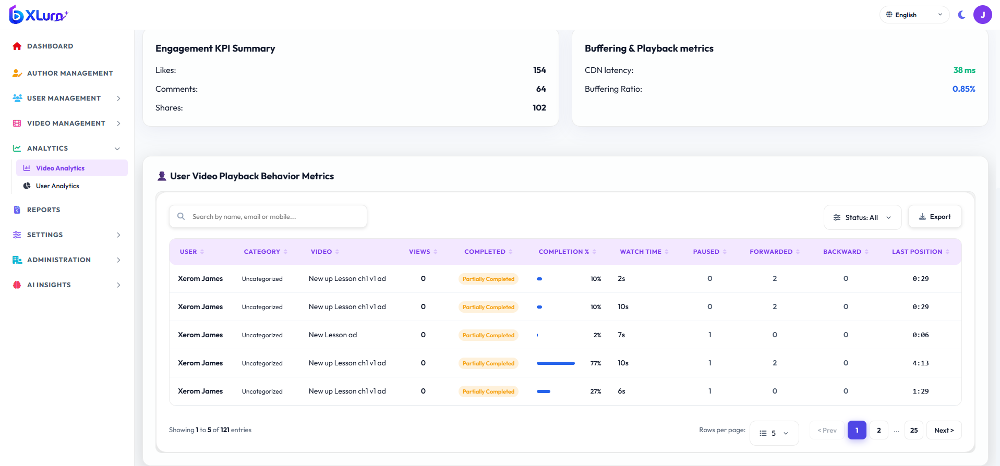 XLurn
English
J
DASHBOARD
AUTHOR MANAGEMENT
USER MANAGEMENT
VIDEO MANAGEMENT
ANALYTICS
Video Analytics
User Analytics
REPORTS
SETTINGS
ADMINISTRATION
AI INSIGHTS
Engagement KPI Summary
Likes: 154
Comments: 64
Shares: 102
Buffering & Playback metrics
CDN latency: 38 ms
Buffering Ratio: 0.85%
User Video Playback Behavior Metrics
Search by name, email or mobile...
Status: All
Export
USER CATEGORY VIDEO VIEWS COMPLETED COMPLETION % WATCH TIME PAUSED FORWARDED BACKWARD LAST POSITION
Xerom James Uncategorized New up Lesson ch1 v1 ad 0 Partially Completed 10% 2s 0 2 0 0:29
Xerom James Uncategorized New up Lesson ch1 v1 ad 0 Partially Completed 10% 10s 0 2 0 0:29
Xerom James Uncategorized New Lesson ad 0 Partially Completed 2% 7s 1 0 0 0:06
Xerom James Uncategorized New up Lesson ch1 v1 ad 0 Partially Completed 77% 10s 1 2 0 4:13
Xerom James Uncategorized New up Lesson ch1 v1 ad 0 Partially Completed 27% 6s 1 0 0 1:29
Showing 1 to 5 of 121 entries
Rows per page: 5
< Prev 1 2 ... 25 Next >